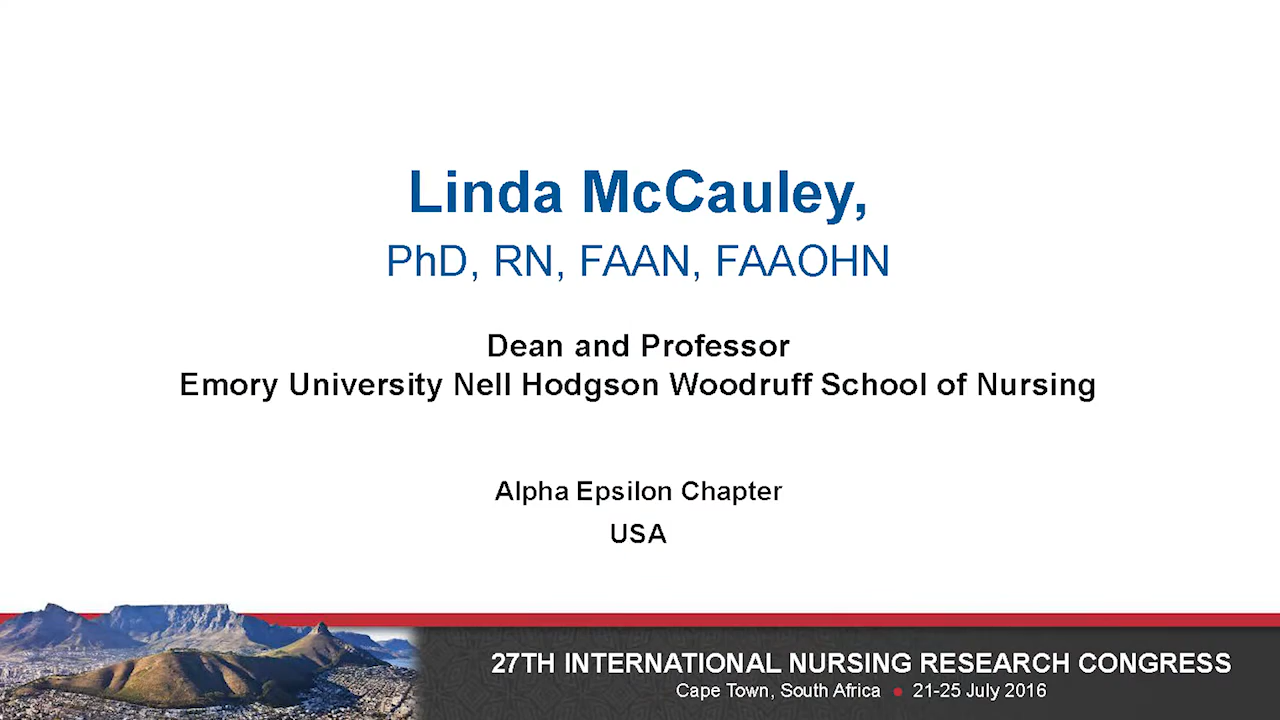 Linda McCauley,
PhD, RN, FAAN, FAAOHN
Dean and Professor
Emory University Nell Hodgson Woodruff School of Nursing
Alpha Epsilon Chapter
USA
27TH INTERNATIONAL NURSING RESEARCH CONGRESS
Cape Town, South Africa • 21-25 July 2016